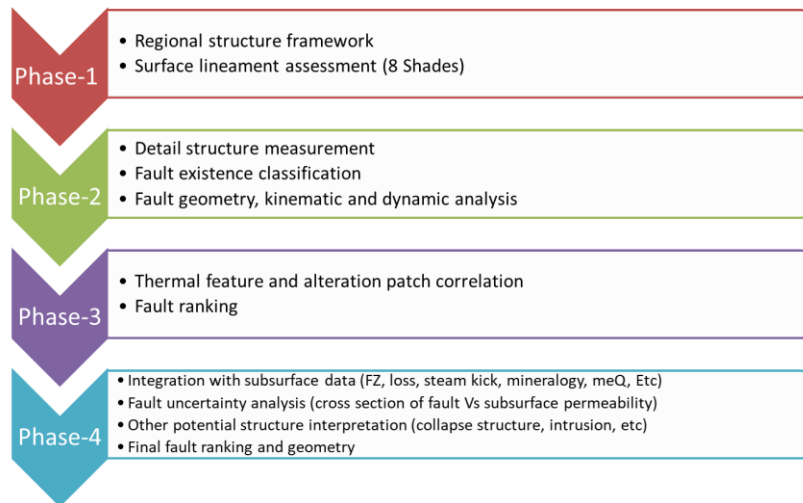 Phase-1
• Regional structure framework
• Surface lineament assessment (8 Shades)
Phase-2
• Detail structure measurement
• Fault existence classification
• Fault geometry, kinematic and dynamic analysis
Phase-3
• Thermal feature and alteration patch correlation
• Fault ranking
Phase-4
• Integration with subsurface data (FZ, loss, steam kick, mineralogy, meQ, Etc)
• Fault uncertainty analysis (cross section of fault Vs subsurface permeability)
• Other potential structure interpretation (collapse structure, intrusion, etc)
• Final fault ranking and geometry